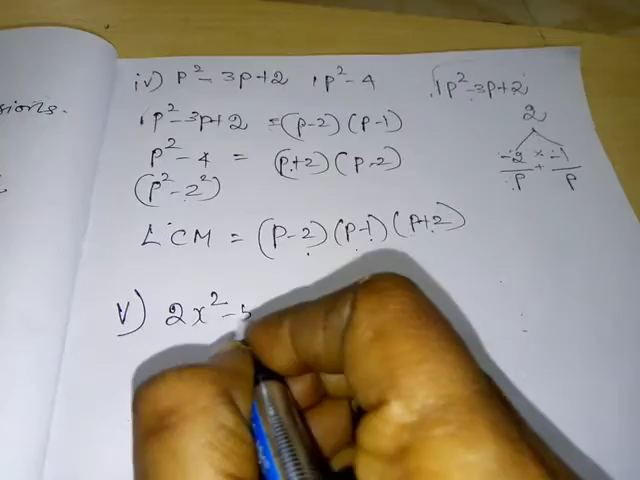 sions.
iv) p² - 3p + 2 , p² - 4
1p² - 3p + 2
p² - 3p + 2 = (p-2) (p-1)
2
p² - 4 = (p+2) (p-2)
-2 × -1
p + p
(p² - 2²)
LCM = (p-2) (p-1) (p+2)
v) 2x² -